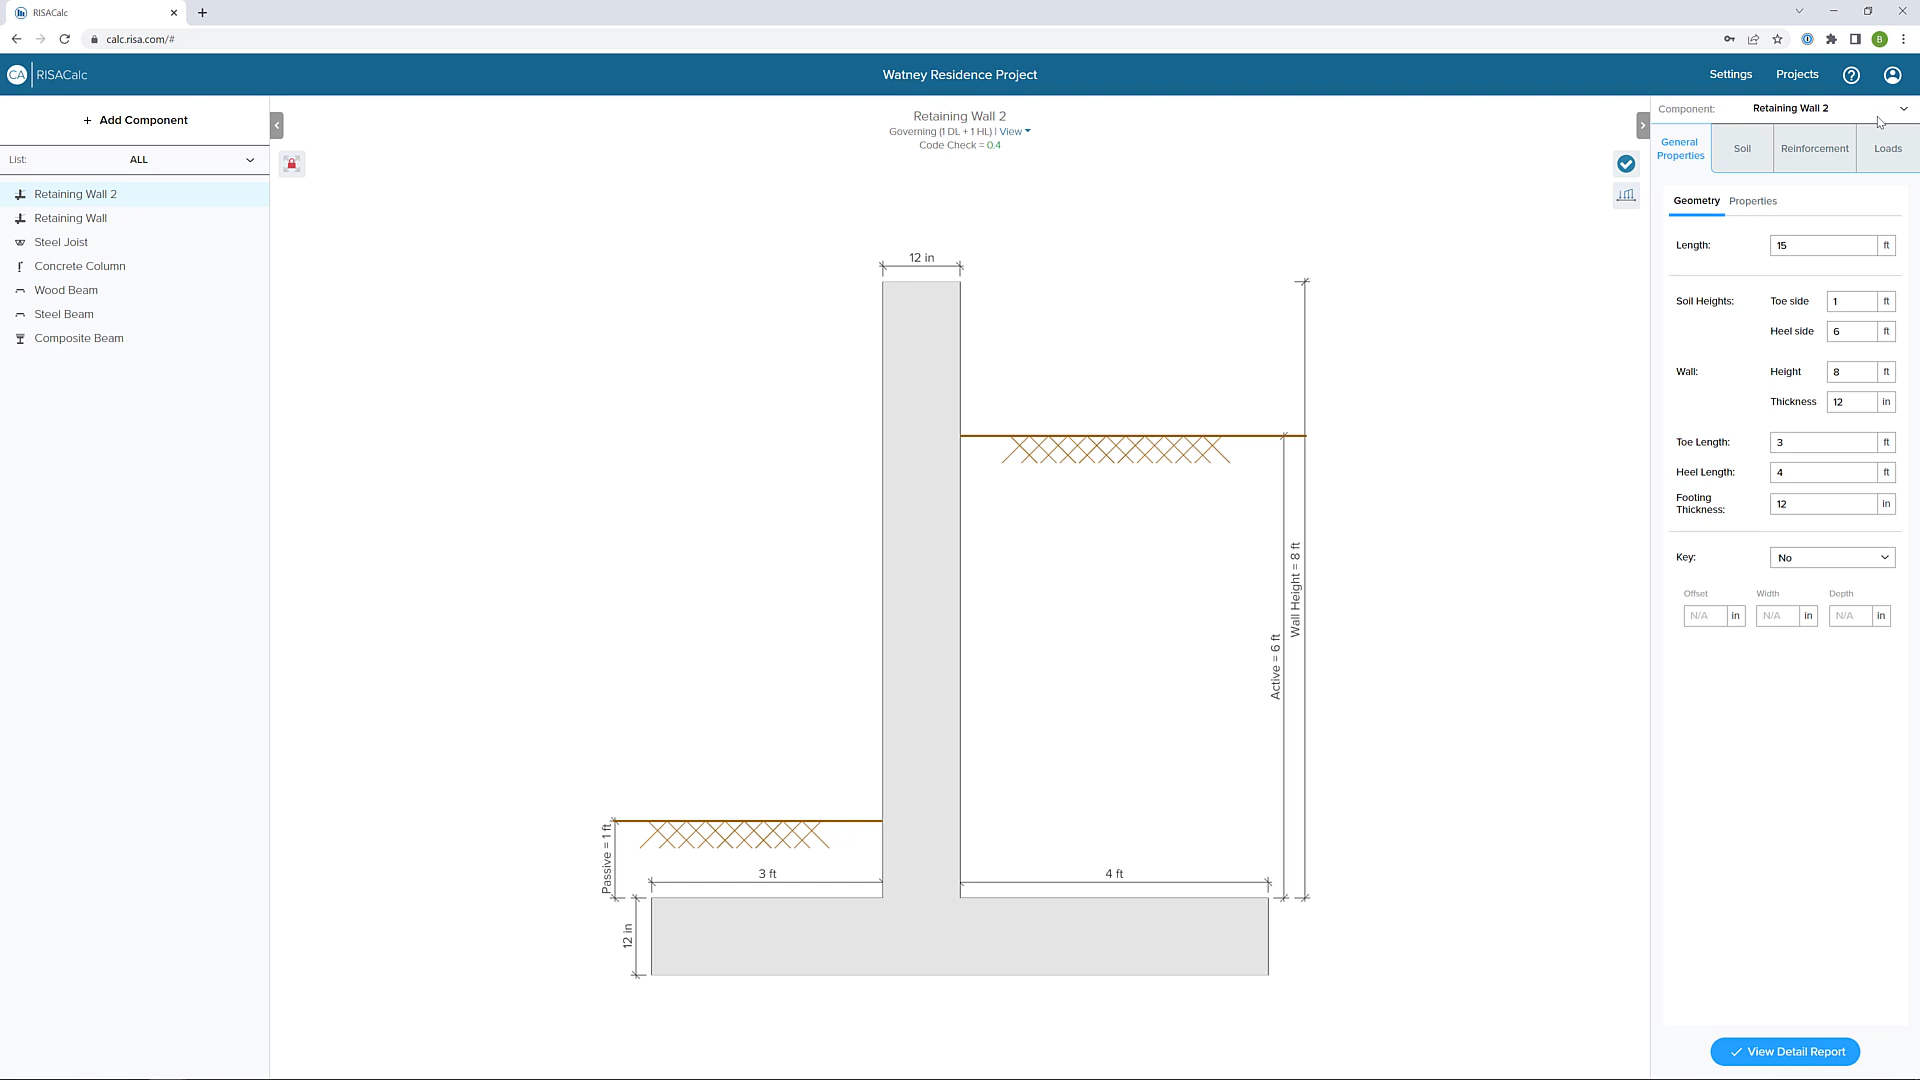 RISACalc
calc.risa.com/#
B
CA RISACalc
Watney Residence Project
Settings
Projects
?
+ Add Component
List: ALL
Retaining Wall 2
Retaining Wall
Steel Joist
Concrete Column
Wood Beam
Steel Beam
Composite Beam
Retaining Wall 2
Governing (1 DL + 1 HL) | View
Code Check = 0.4
12 in
Wall Height = 8 ft
Active = 6 ft
Passive = 1 ft
3 ft
4 ft
12 in
Component: Retaining Wall 2
General Properties
Soil
Reinforcement
Loads
Geometry
Properties
Length: 15 ft
Soil Heights: Toe side 1 ft
Heel side 6 ft
Wall: Height 8 ft
Thickness 12 in
Toe Length: 3 ft
Heel Length: 4 ft
Footing Thickness: 12 in
Key: No
Offset Width Depth
N/A in N/A in N/A in
View Detail Report